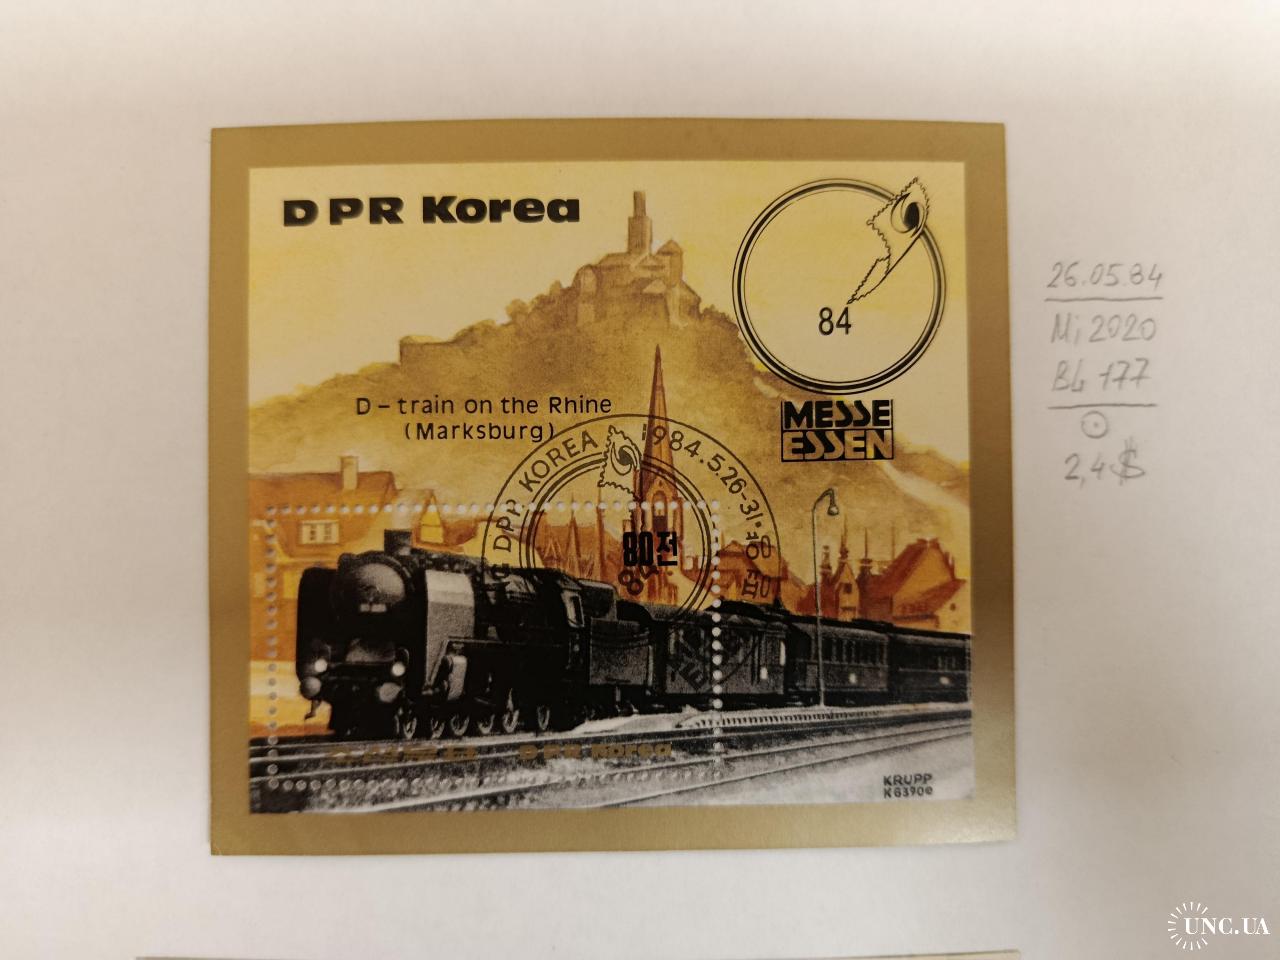 DPR Korea
84
MESSE
ESSEN
D-train on the Rhine
(Marksburg)
DPR KOREA 1984.5.26-31.
80전
84
DPR Korea
KRUPP
26.05.84
Mi 2020
BL 177
2,4$
UNC.UA